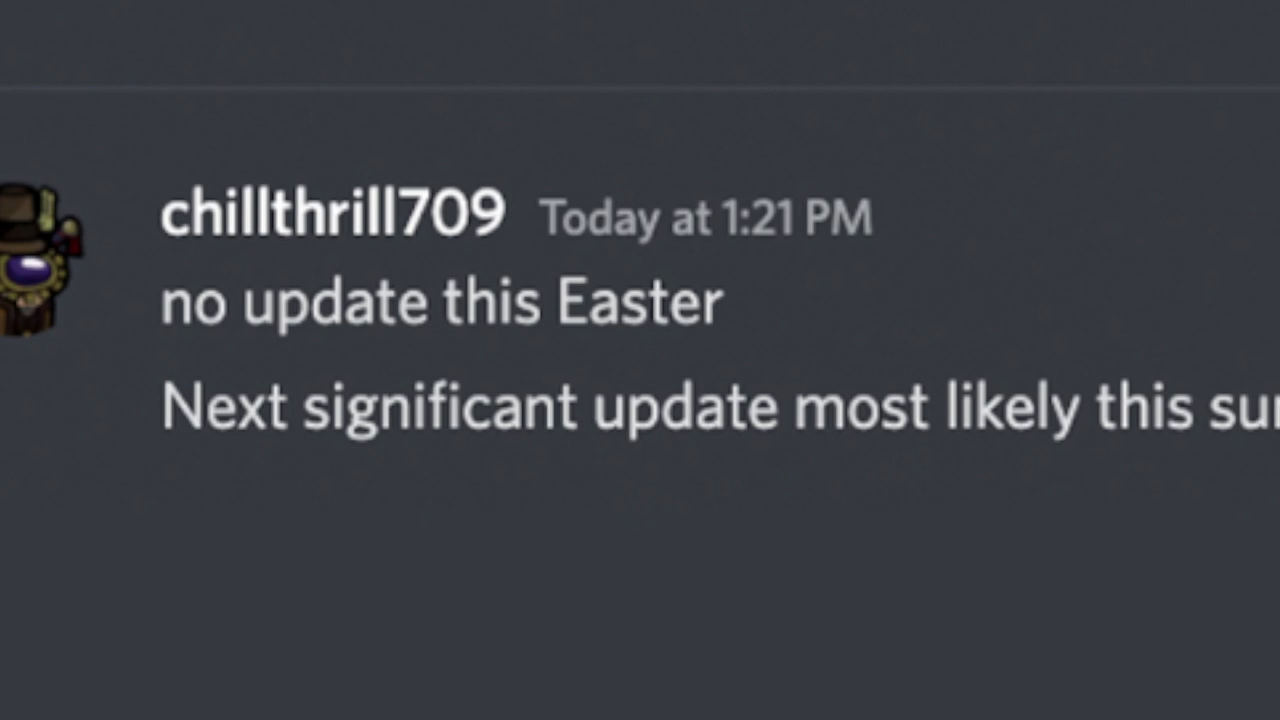 chillthrill709 Today at 1:21 PM
no update this Easter
Next significant update most likely this